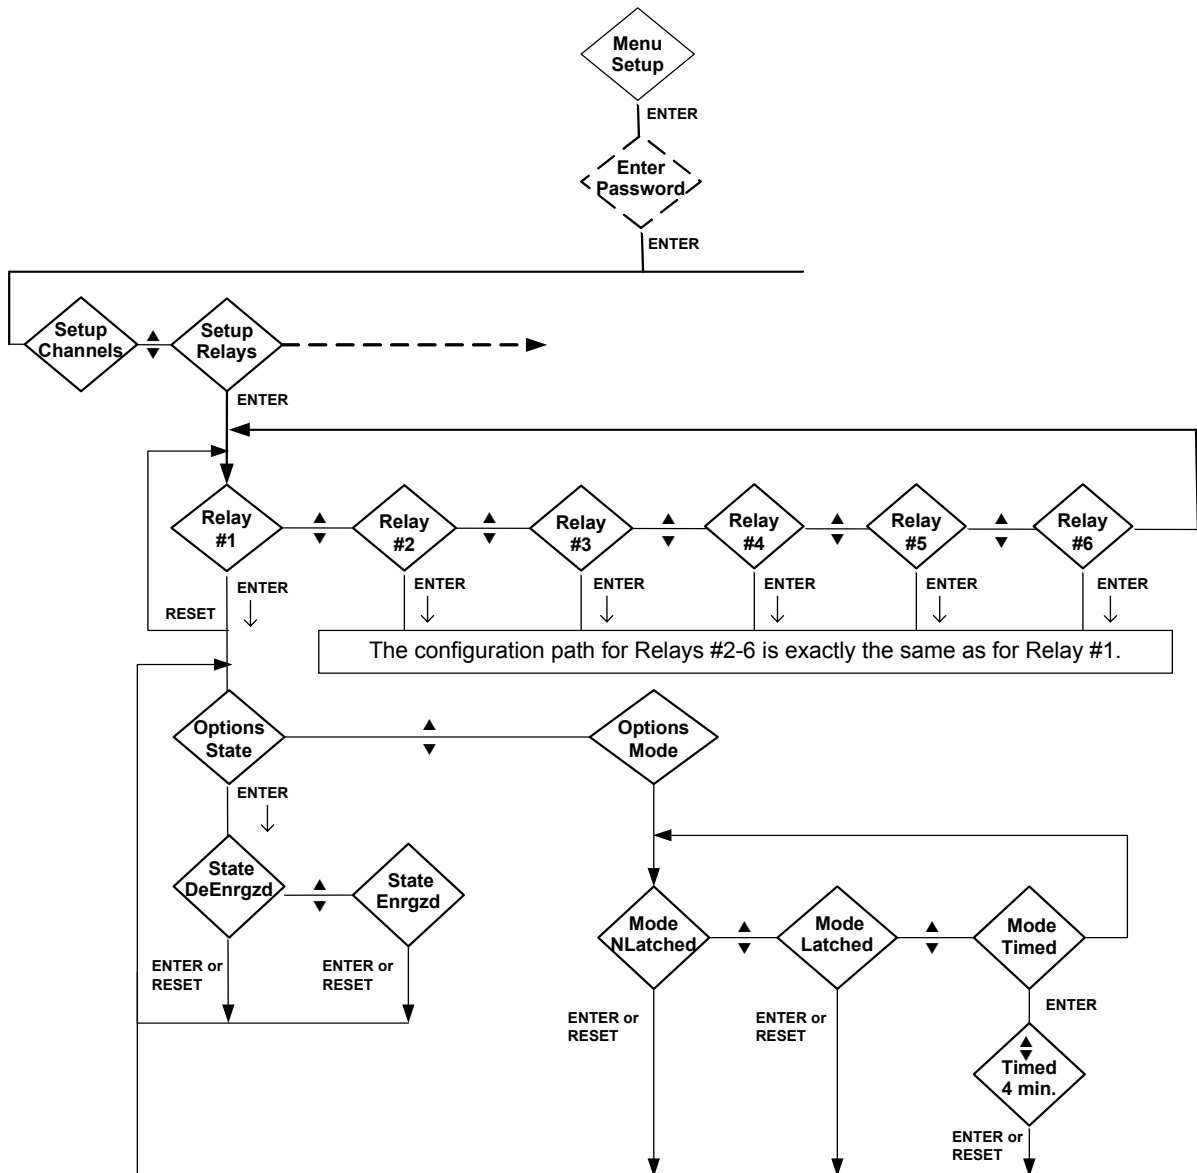 Menu
Setup
ENTER
Enter
Password
ENTER
Setup
Channels
Setup
Relays
ENTER
Relay
#1
Relay
#2
Relay
#3
Relay
#4
Relay
#5
Relay
#6
RESET
ENTER
ENTER
ENTER
ENTER
ENTER
ENTER
The configuration path for Relays #2-6 is exactly the same as for Relay #1.
Options
State
Options
Mode
ENTER
State
DeEnrgzd
State
Enrgzd
ENTER or
RESET
ENTER or
RESET
Mode
NLatched
Mode
Latched
Mode
Timed
ENTER or
RESET
ENTER or
RESET
ENTER
Timed
4 min.
ENTER or
RESET